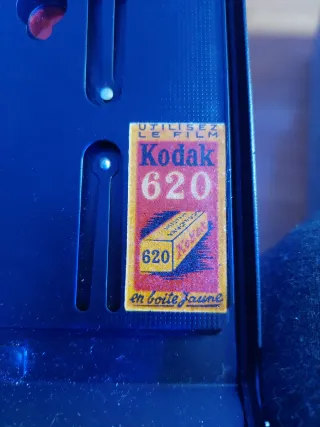 UTILISEZ
LE FILM
Kodak
620
620
Kodak
en boîte Jaune